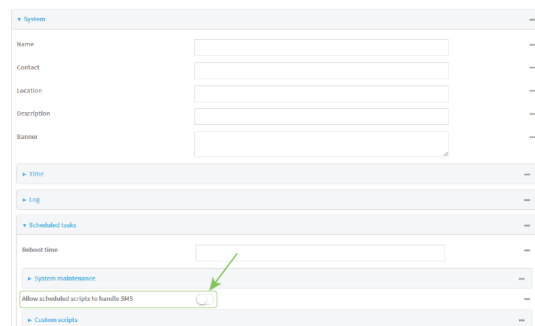 System
Name
Contact
Location
Description
Banner
Time
Log
Scheduled tasks
Reboot time
System maintenance
Allow scheduled scripts to handle SMS
Custom scripts